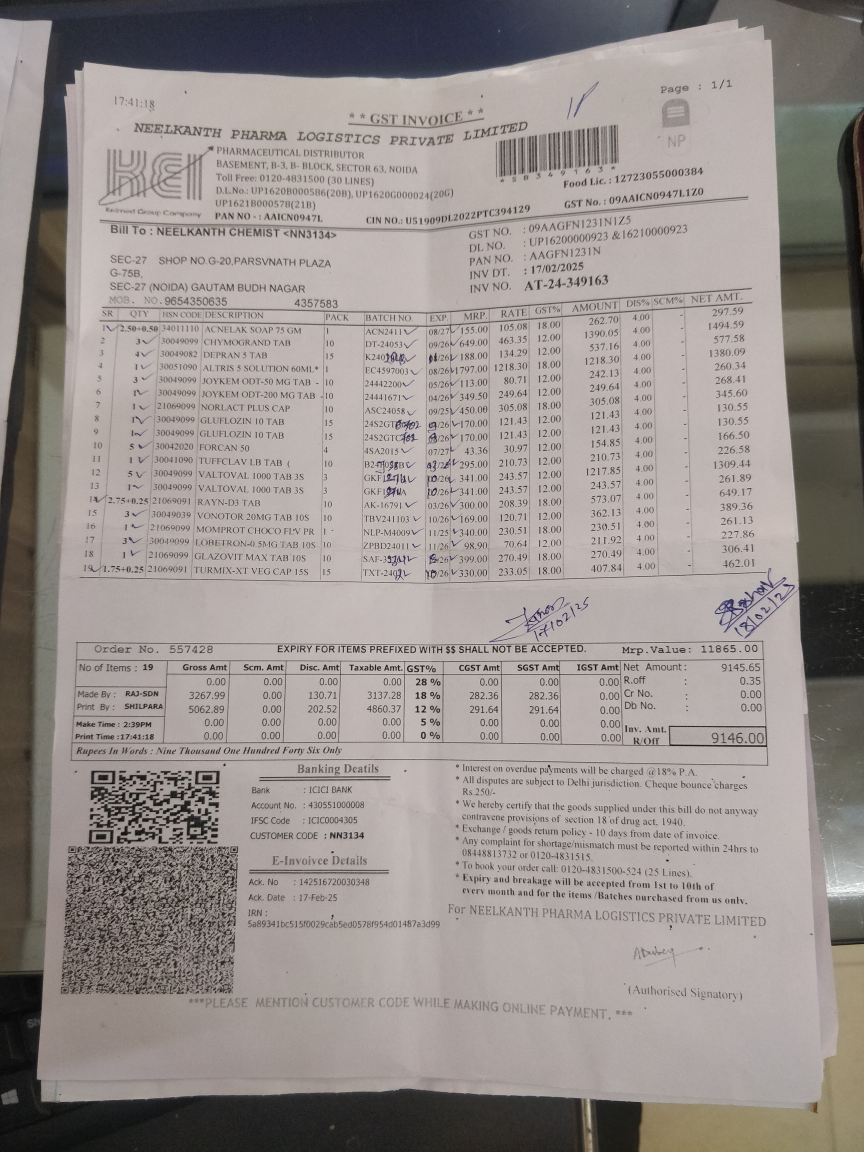 17:41:18
Page : 1/1
** GST INVOICE **
NEELKANTH PHARMA LOGISTICS PRIVATE LIMITED
NP
KEI
Keimed Group Company
PHARMACEUTICAL DISTRIBUTOR
BASEMENT, B-3, B- BLOCK, SECTOR 63, NOIDA
Toll Free: 0120-4831500 (30 LINES)
D.L.No: UP1620B000586(20B), UP1620G000024(20G)
UP1621B000578(21B)
PAN NO - : AAICN0947L
CIN NO.: U51909DL2022PTC394129
*S0349163*
Food Lic. : 12723055000384
GST No. : 09AAICN0947L1Z0
Bill To : NEELKANTH CHEMIST <NN3134>
SEC-27 SHOP NO.G-20,PARSVNATH PLAZA
G-75B,
SEC-27 (NOIDA) GAUTAM BUDH NAGAR
MOB. NO.9654350635 4357583
GST NO. : 09AAGFN1231N1Z5
DL NO. : UP16200000923 &16210000923
PAN NO. : AAGFN1231N
INV DT. : 17/02/2025
INV NO. AT-24-349163
SR QTY HSN CODE DESCRIPTION PACK BATCH NO. EXP. MRP. RATE GST% AMOUNT DIS% SCM% NET AMT.
1 2.50+0.50 34011110 ACNELAK SOAP 75 GM 1 ACN2411 08/27 155.00 105.08 18.00 262.70 4.00 - 297.59
2 3 30049099 CHYMOGRAND TAB 10 DT-24053 09/26 649.00 463.35 12.00 1390.05 4.00 - 1494.59
3 4 30049082 DEPRAN 5 TAB 15 /26 188.00 134.29 12.00 537.16 4.00 - 577.58
4 1 30051090 ALTRIS 5 SOLUTION 60ML* 1 EC4597003 08/26 1797.00 1218.30 18.00 1218.30 4.00 - 1380.09
5 3 30049099 JOYKEM ODT-50 MG TAB - 10 24442200 05/26 113.00 80.71 12.00 242.13 4.00 - 260.34
6 1 30049099 JOYKEM ODT-200 MG TAB - 10 24441671 04/26 349.50 249.64 12.00 249.64 4.00 - 268.41
7 1 21069099 NORLACT PLUS CAP 10 ASC24058 09/25 450.00 305.08 18.00 305.08 4.00 - 345.60
8 1 30049099 GLUFLOZIN 10 TAB 15 /26 170.00 121.43 12.00 121.43 4.00 - 130.55
9 1 30049099 GLUFLOZIN 10 TAB 15 /26 170.00 121.43 12.00 121.43 4.00 - 130.55
10 5 30042020 FORCAN 50 4 4SA2015 07/27 43.36 30.97 12.00 154.85 4.00 - 166.50
11 1 30041090 TUFFCLAV LB TAB ( 10 295.00 210.73 12.00 210.73 4.00 - 226.58
12 5 30049099 VALTOVAL 1000 TAB 3S 3 10/26 341.00 243.57 12.00 1217.85 4.00 - 1309.44
13 1 30049099 VALTOVAL 1000 TAB 3S 3 10/26 341.00 243.57 12.00 243.57 4.00 - 261.89
14 2.75+0.25 21069091 RAYN-D3 TAB 10 AK-16791 03/26 300.00 208.39 18.00 573.07 4.00 - 649.17
15 3 30049039 VONOTOR 20MG TAB 10S 10 TBV241103 10/26 169.00 120.71 12.00 362.13 4.00 - 389.36
16 1 21069099 MOMPROT CHOCO FLV PR 1 NLP-M4009 11/25 340.00 230.51 18.00 230.51 4.00 - 261.13
17 3 30049099 LOBETRON-0.5MG TAB 10S 10 ZPBD24011 11/26 98.90 70.64 12.00 211.92 4.00 - 227.86
18 1 21069099 GLAZOVIT MAX TAB 10S 10 /26 399.00 270.49 18.00 270.49 4.00 - 306.41
19 1.75+0.25 21069091 TURMIX-XT VEG CAP 15S 15 10/26 330.00 233.05 18.00 407.84 4.00 - 462.01
17/02/25
18/02/25
Order No. 557428 EXPIRY FOR ITEMS PREFIXED WITH $$ SHALL NOT BE ACCEPTED. Mrp.Value: 11865.00
No of Items : 19 Gross Amt Scm. Amt Disc. Amt Taxable Amt. GST% CGST Amt SGST Amt IGST Amt Net Amount: 9145.65
0.00 0.00 0.00 0.00 28 % 0.00 0.00 0.00 R.off : 0.35
Made By : RAJ-SDN 3267.99 0.00 130.71 3137.28 18 % 282.36 282.36 0.00 Cr No. : 0.00
Print By : SHILPARA 5062.89 0.00 202.52 4860.37 12 % 291.64 291.64 0.00 Db No. : 0.00
Make Time : 2:39PM 0.00 0.00 0.00 0.00 5 % 0.00 0.00 0.00
Print Time :17:41:18 0.00 0.00 0.00 0.00 0 % 0.00 0.00 0.00 Inv. Amt. R/Off 9146.00
Rupees In Words : Nine Thousand One Hundred Forty Six Only
Banking Deatils
Bank : ICICI BANK
Account No. : 430551000008
IFSC Code : ICIC0004305
CUSTOMER CODE : NN3134
E-Invoicee Details
Ack. No : 142516720030348
Ack. Date : 17-Feb-25
IRN :
5a89341bc515f0029cab5ed0578f954d01487a3d99
* Interest on overdue payments will be charged @18% P.A.
* All disputes are subject to Delhi jurisdiction. Cheque bounce charges
Rs.250/-
* We hereby certify that the goods supplied under this bill do not anyway
contravene provisions of section 18 of drug act, 1940.
* Exchange / goods return policy - 10 days from date of invoice.
* Any complaint for shortage/mismatch must be reported within 24hrs to
08448813732 or 0120-4831515.
* To book your order call: 0120-4831500-524 (25 Lines).
* Expiry and breakage will be accepted from 1st to 10th of
every month and for the items /Batches purchased from us only.
For NEELKANTH PHARMA LOGISTICS PRIVATE LIMITED
(Authorised Signatory)
***PLEASE MENTION CUSTOMER CODE WHILE MAKING ONLINE PAYMENT. ***